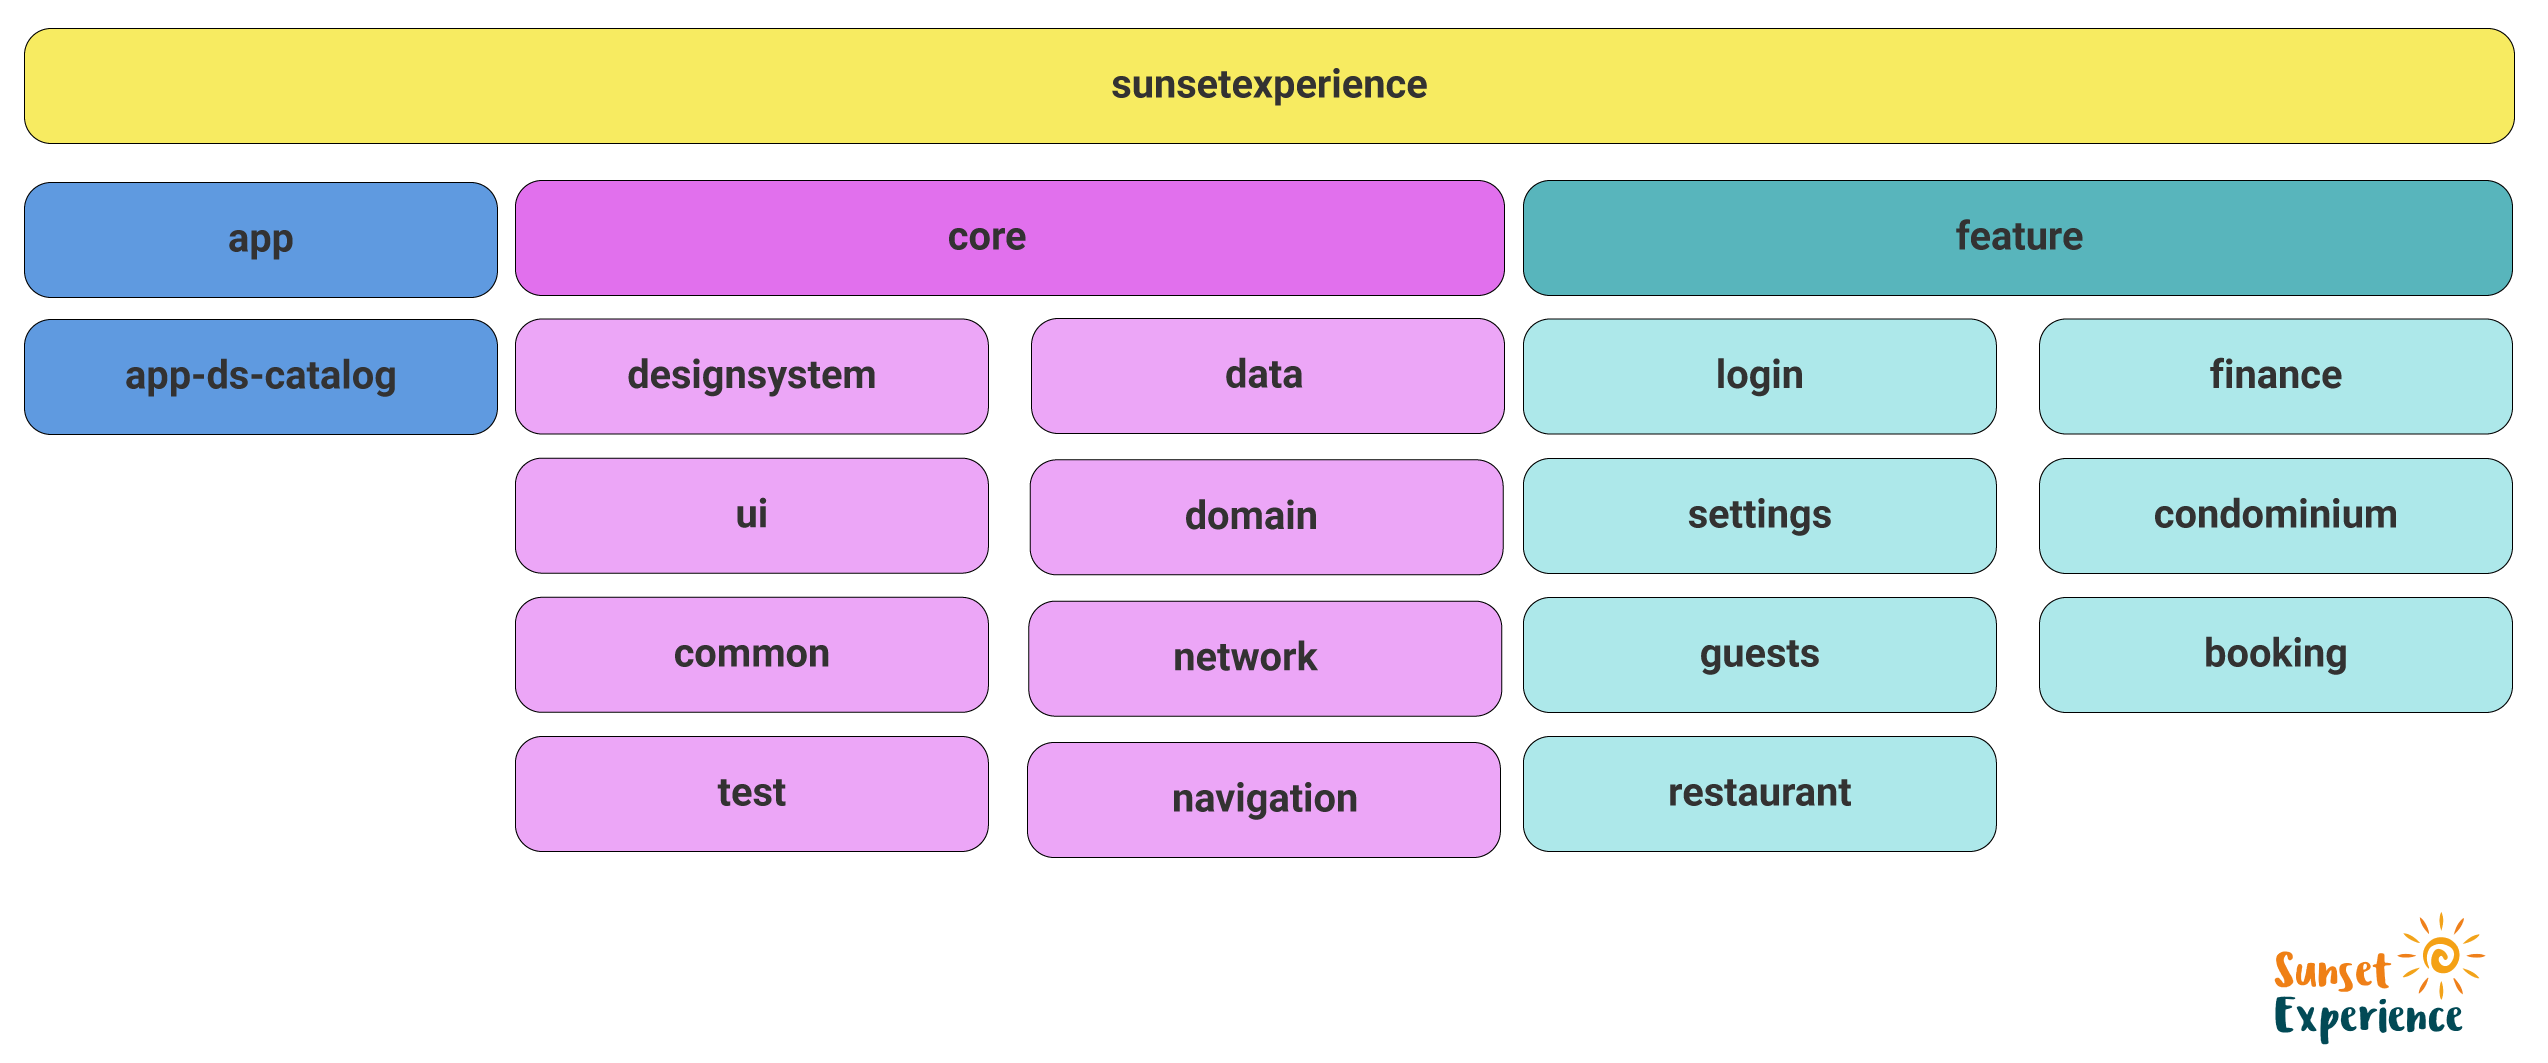 sunsetexperience
app
core
feature
app-ds-catalog
designsystem
data
login
finance
ui
domain
settings
condominium
common
network
guests
booking
test
navigation
restaurant
Sunset
Experience